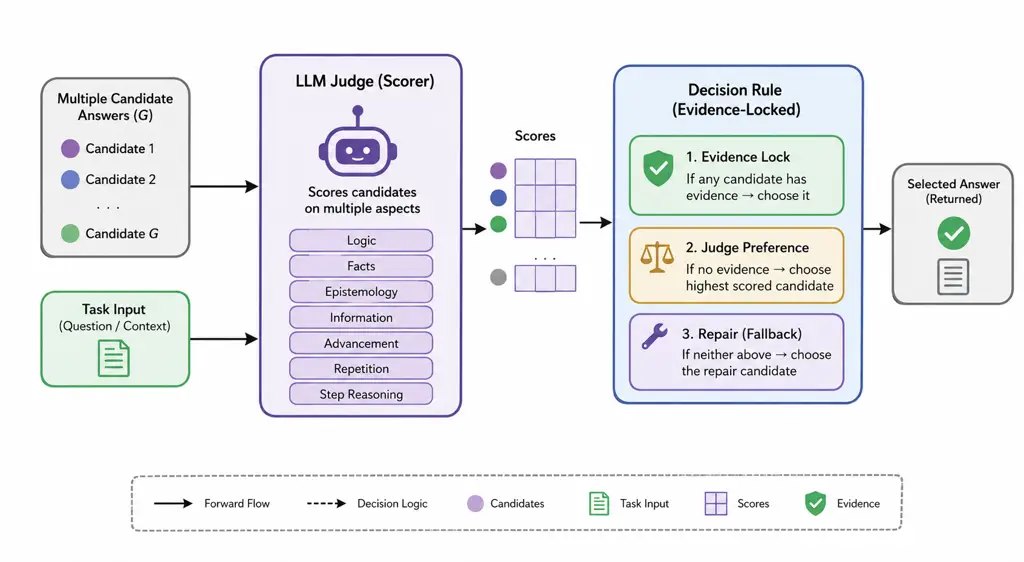 Multiple Candidate
Answers (G)
Candidate 1
Candidate 2
. . .
Candidate G
Task Input
(Question / Context)
LLM Judge (Scorer)
Scores candidates
on multiple aspects
Logic
Facts
Epistemology
Information
Advancement
Repetition
Step Reasoning
Scores
. . .
Decision Rule
(Evidence-Locked)
1. Evidence Lock
If any candidate has
evidence → choose it
2. Judge Preference
If no evidence → choose
highest scored candidate
3. Repair (Fallback)
If neither above → choose
the repair candidate
Selected Answer
(Returned)
Forward Flow
Decision Logic
Candidates
Task Input
Scores
Evidence